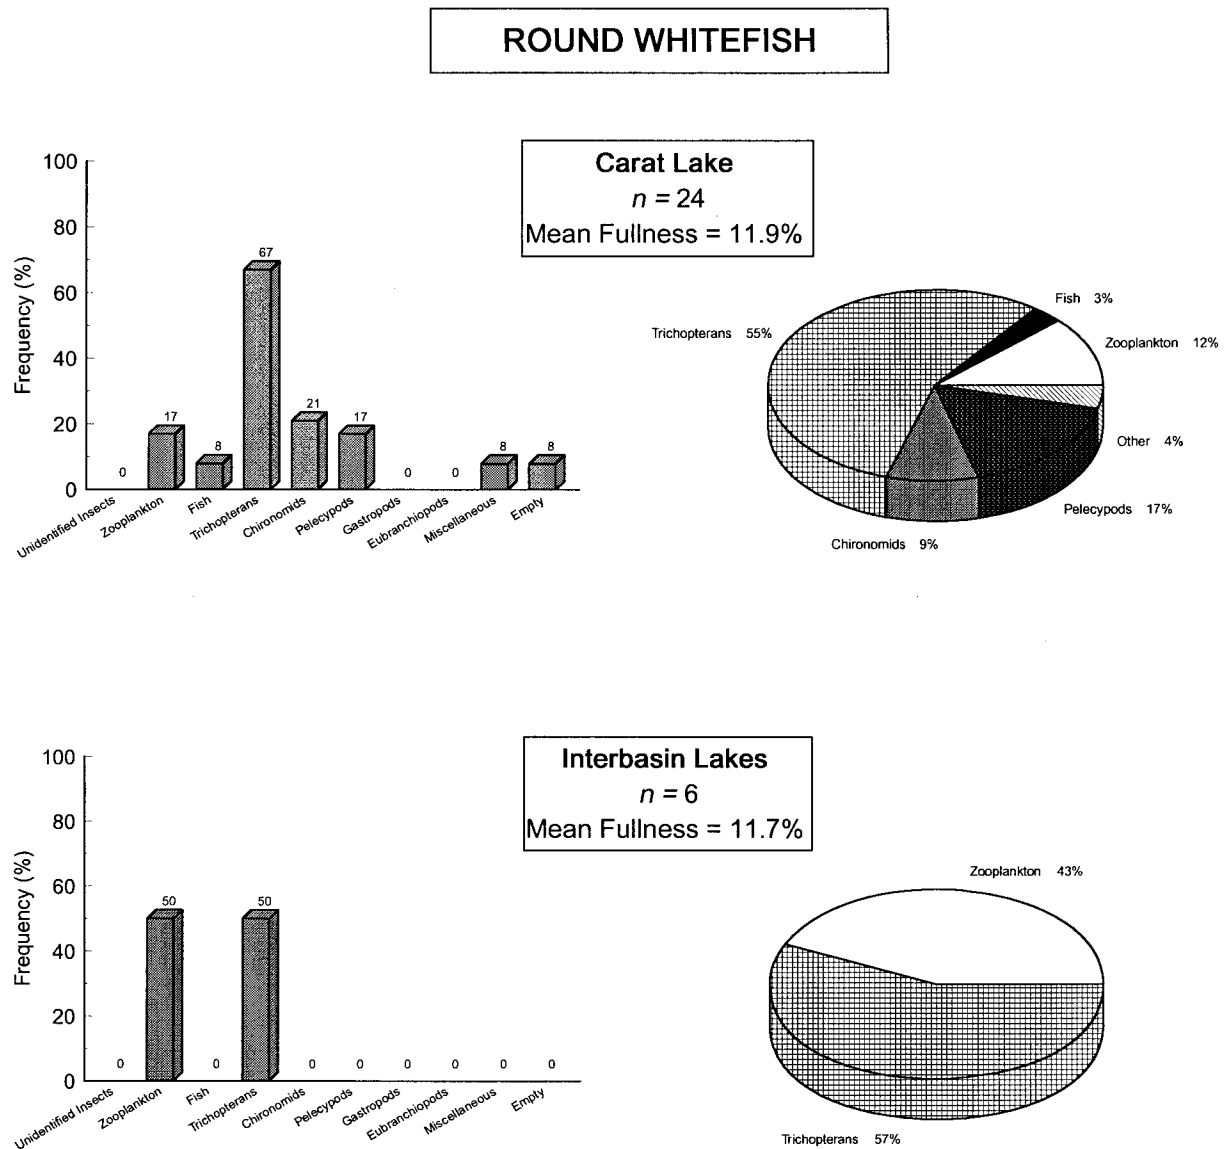 ROUND WHITEFISH
Carat Lake
n = 24
Mean Fullness = 11.9%
Frequency (%)
100
80
60
40
20
0
0
17
8
67
21
17
0
0
8
8
Unidentified Insects
Zooplankton
Fish
Trichopterans
Chironomids
Pelecypods
Gastropods
Eubranchiopods
Miscellaneous
Empty
Fish 3%
Trichopterans 55%
Zooplankton 12%
Other 4%
Pelecypods 17%
Chironomids 9%
Interbasin Lakes
n = 6
Mean Fullness = 11.7%
Frequency (%)
100
80
60
40
20
0
0
50
0
50
0
0
0
0
0
0
Unidentified Insects
Zooplankton
Fish
Trichopterans
Chironomids
Pelecypods
Gastropods
Eubranchiopods
Miscellaneous
Empty
Zooplankton 43%
Trichopterans 57%